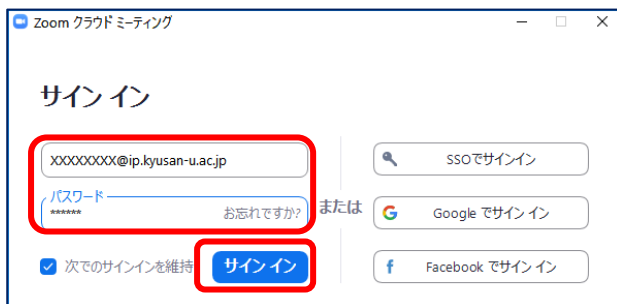 Zoom クラウド ミーティング
サイン イン
XXXXXXXX@ip.kyusan-u.ac.jp
パスワード
****** お忘れですか?
または
次でのサインインを維持 サイン イン
SSOでサインイン
Google でサイン イン
Facebook でサイン イン